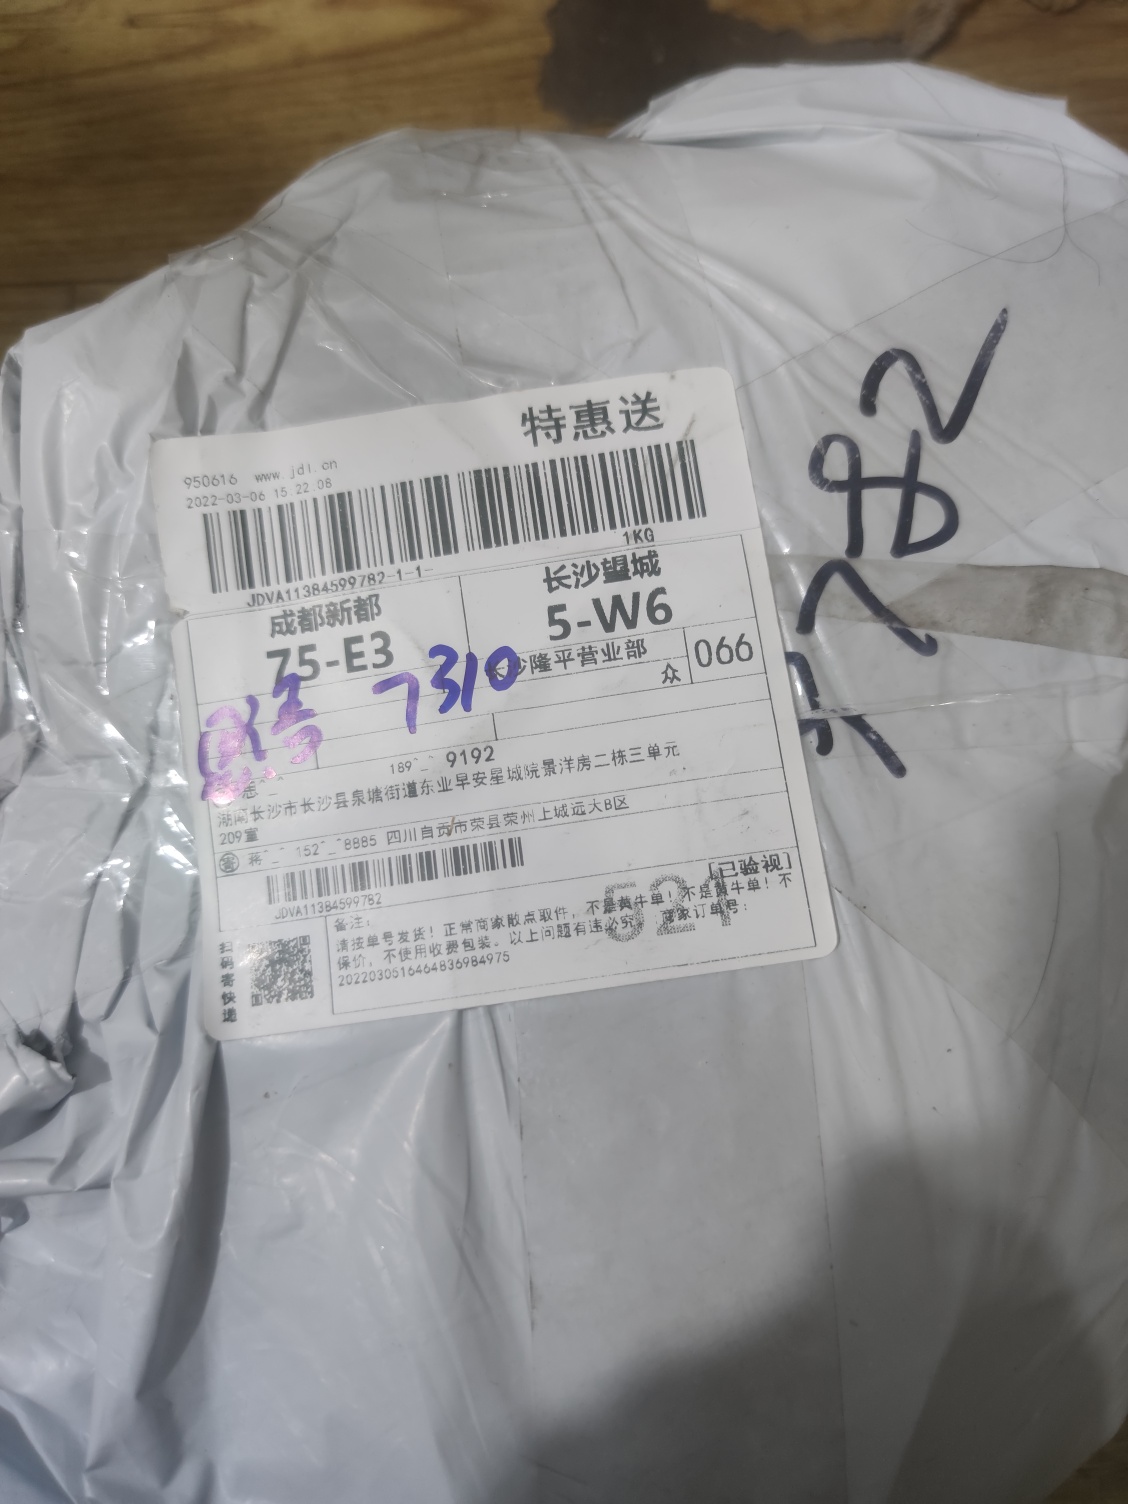 特惠送
950616 www.jdl.cn
2022-03-06 15:22:08
1KG
JDVA11384599782-1-1-
成都新都
75-E3
长沙望城
5-W6
长沙隆平营业部
众
066
7310
189^_^9192
湖南长沙市长沙县泉塘街道东业早安星城院景洋房二栋三单元
209室
寄 蒋^_^ 152^_^8885 四川自贡市荣县荣州上城远大B区
JDVA11384599782
[已验视]
521
备注:
请按单号发货!正常商家散点取件,不是黄牛单!不是黄牛单!不
保价,不使用收费包装。以上问题有违必究 商家订单号:
2022030516464836984975
扫码寄快递